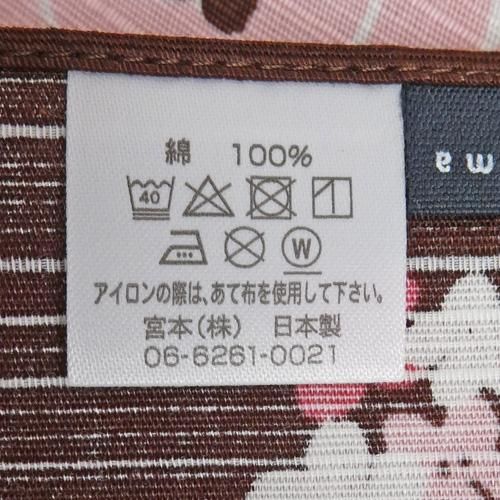 綿 100%
40
W
アイロンの際は、あて布を使用して下さい。
宮本(株) 日本製
06-6261-0021